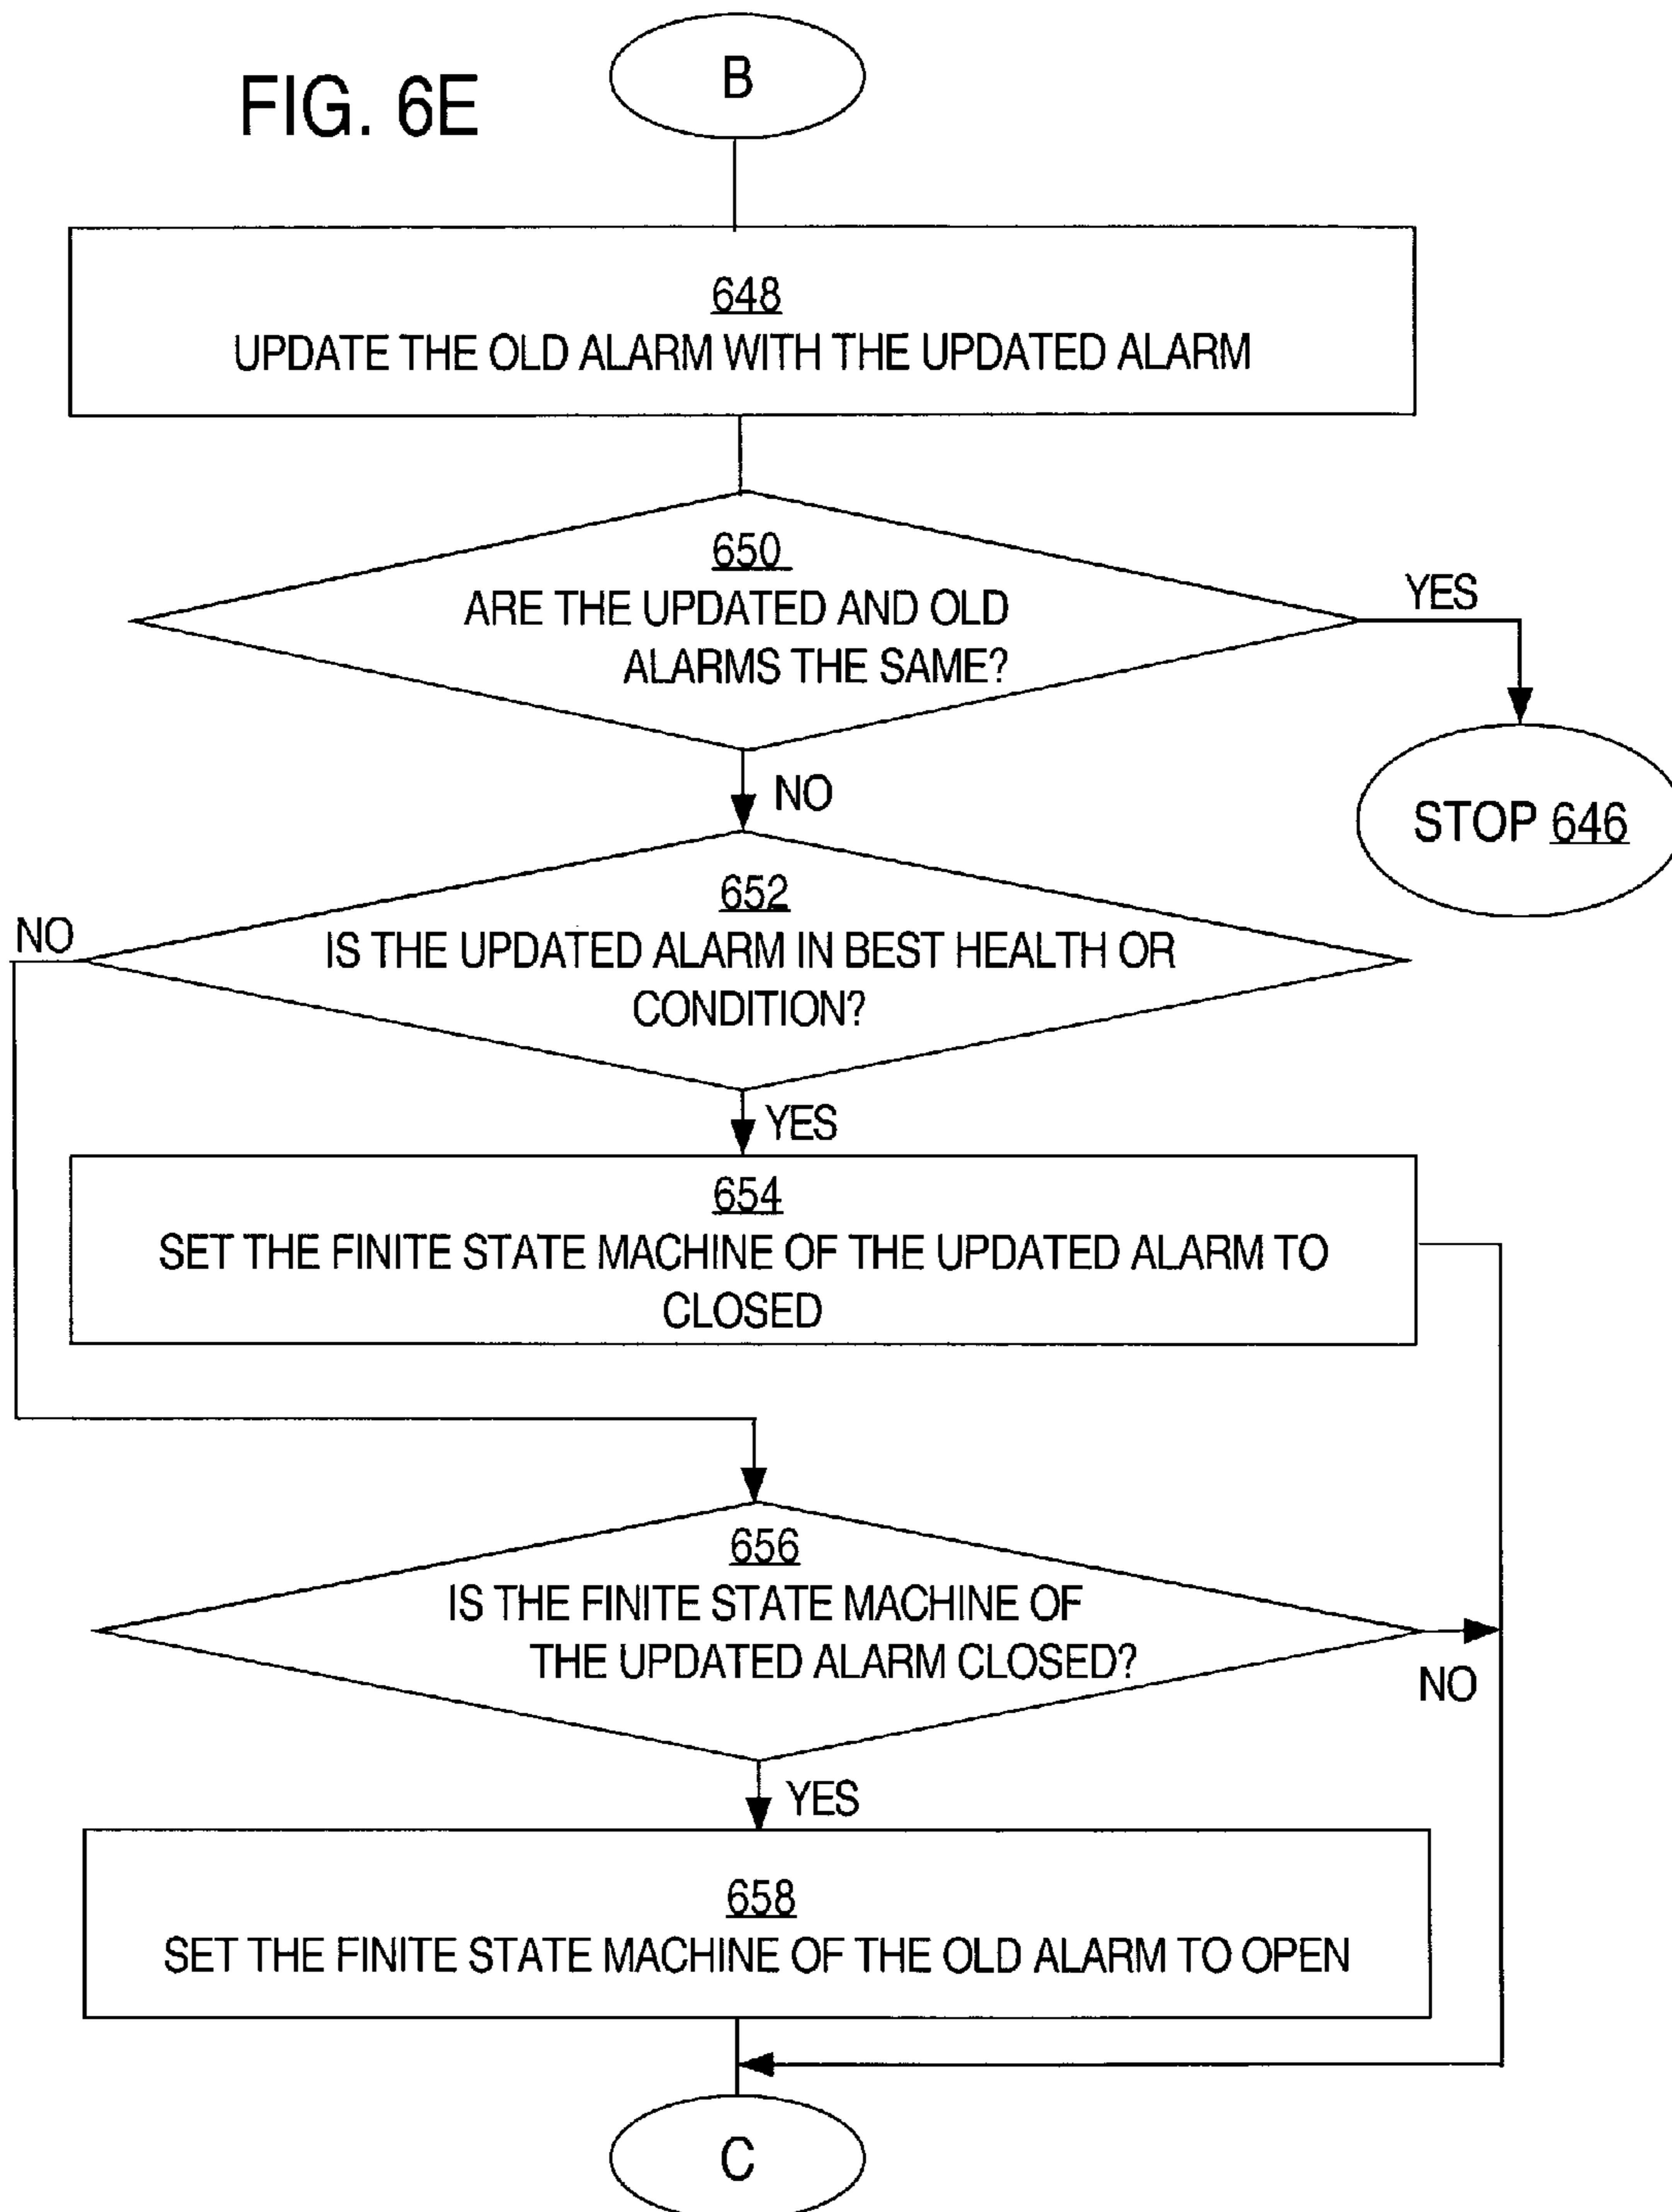 FIG. 6E
B
648
UPDATE THE OLD ALARM WITH THE UPDATED ALARM
650
ARE THE UPDATED AND OLD
ALARMS THE SAME?
YES
STOP 646
NO
652
IS THE UPDATED ALARM IN BEST HEALTH OR
CONDITION?
NO
YES
654
SET THE FINITE STATE MACHINE OF THE UPDATED ALARM TO
CLOSED
656
IS THE FINITE STATE MACHINE OF
THE UPDATED ALARM CLOSED?
NO
YES
658
SET THE FINITE STATE MACHINE OF THE OLD ALARM TO OPEN
C